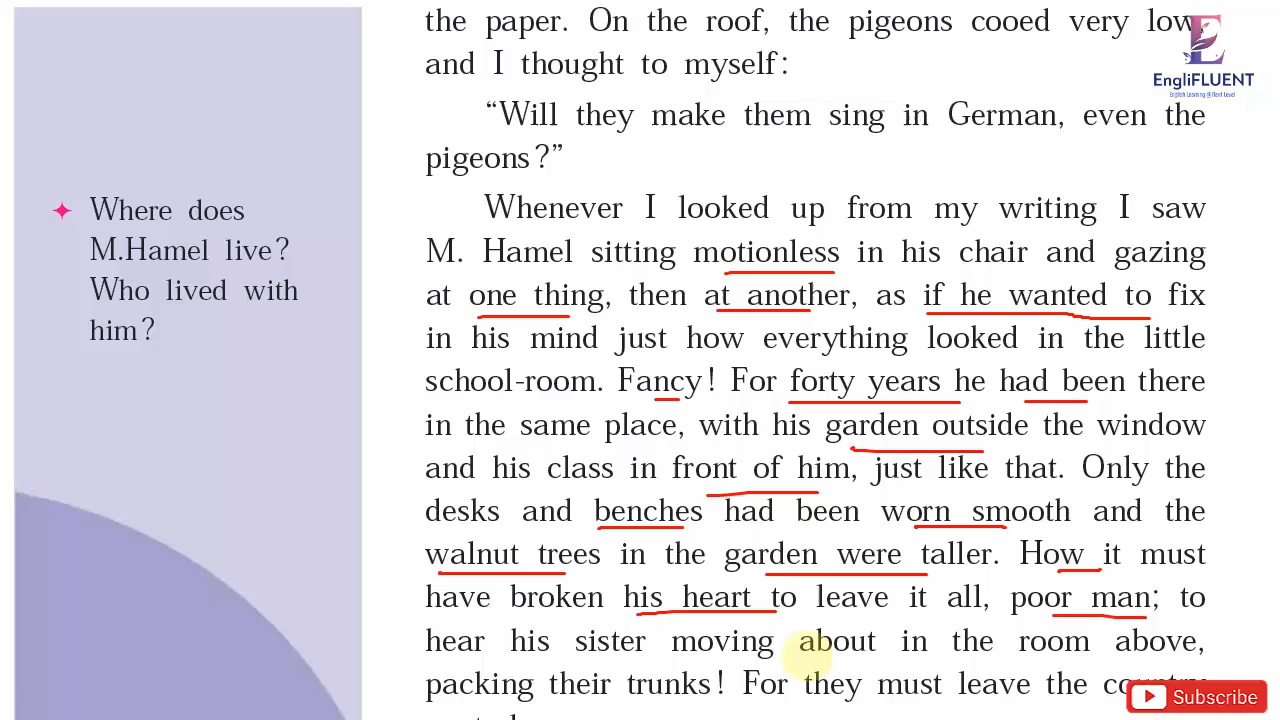 the paper. On the roof, the pigeons cooed very low
and I thought to myself:
“Will they make them sing in German, even the
pigeons?”
Whenever I looked up from my writing I saw
M. Hamel sitting motionless in his chair and gazing
at one thing, then at another, as if he wanted to fix
in his mind just how everything looked in the little
school-room. Fancy! For forty years he had been there
in the same place, with his garden outside the window
and his class in front of him, just like that. Only the
desks and benches had been worn smooth and the
walnut trees in the garden were taller. How it must
have broken his heart to leave it all, poor man; to
hear his sister moving about in the room above,
packing their trunks! For they must leave the country
Where does
M.Hamel live?
Who lived with
him?
EngliFLUENT
English Learning @Next Level
Subscribe